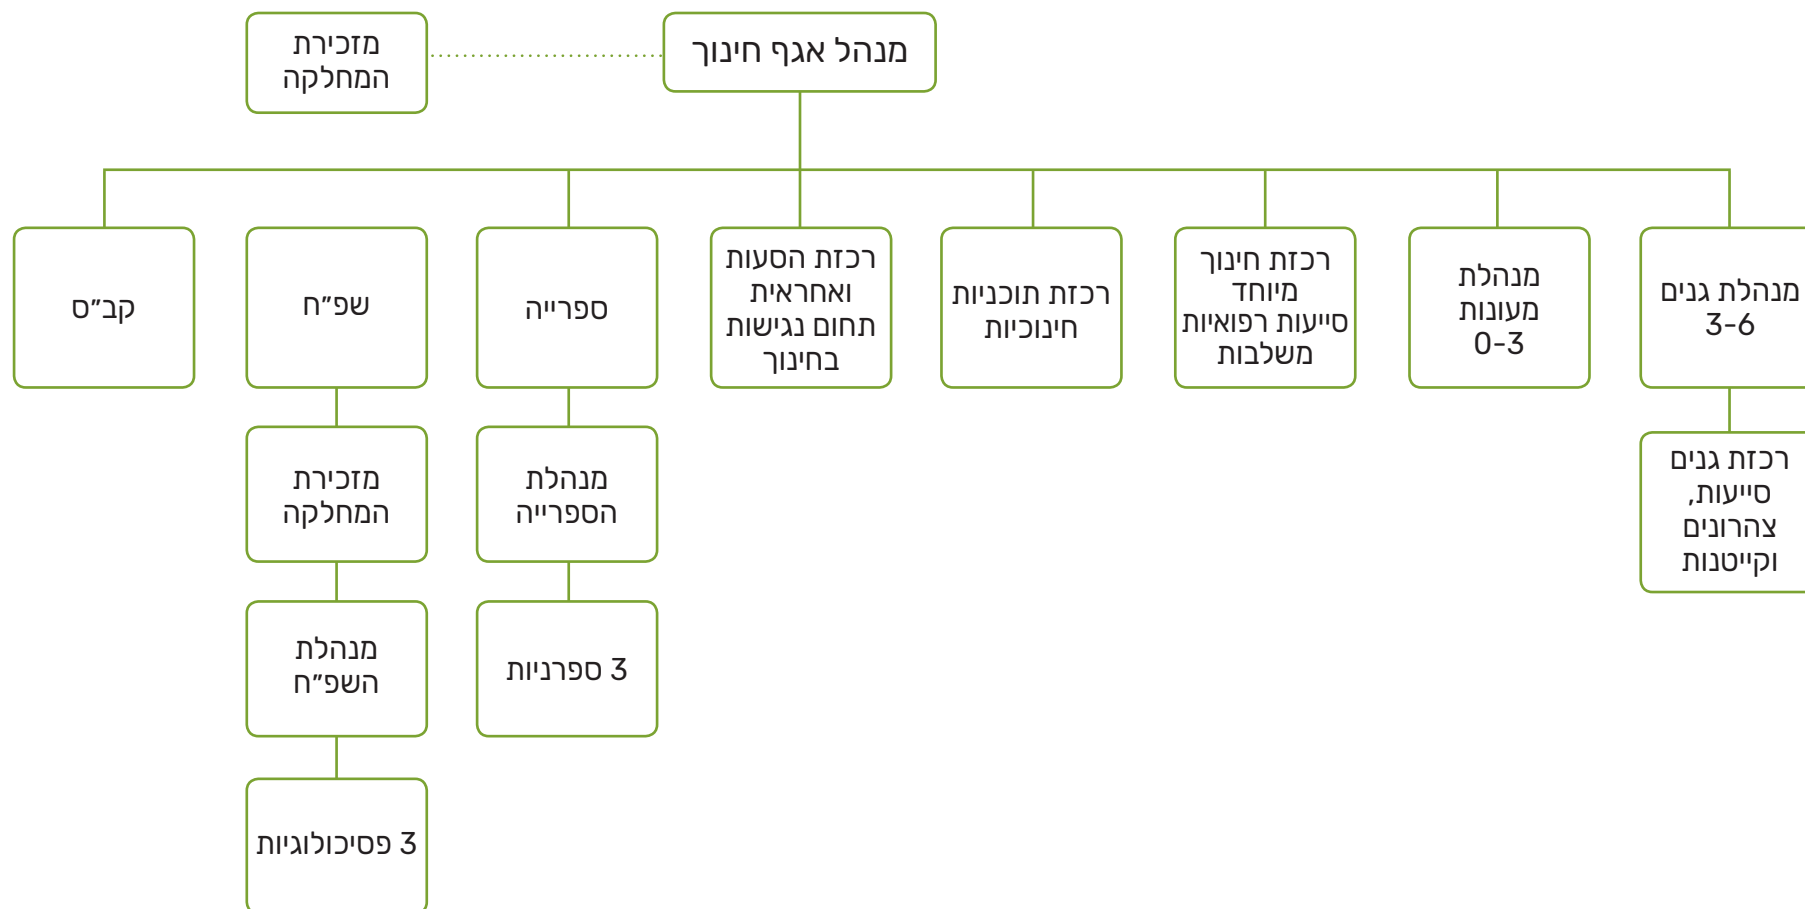 מנהל אגף חינוך
מזכירת
המחלקה
מנהלת גנים
3-6
מנהלת
מעונות
0-3
רכזת חינוך
מיוחד
סייעות רפואיות
משלבות
רכזת תוכניות
חינוכיות
רכזת הסעות
ואחראית
תחום נגישות
בחינוך
ספרייה
שפ״ח
קב״ס
רכזת גנים
סייעות,
צהרונים
וקייטנות
מנהלת
הספרייה
מזכירת
המחלקה
3 ספרניות
מנהלת
השפ״ח
3 פסיכולוגיות